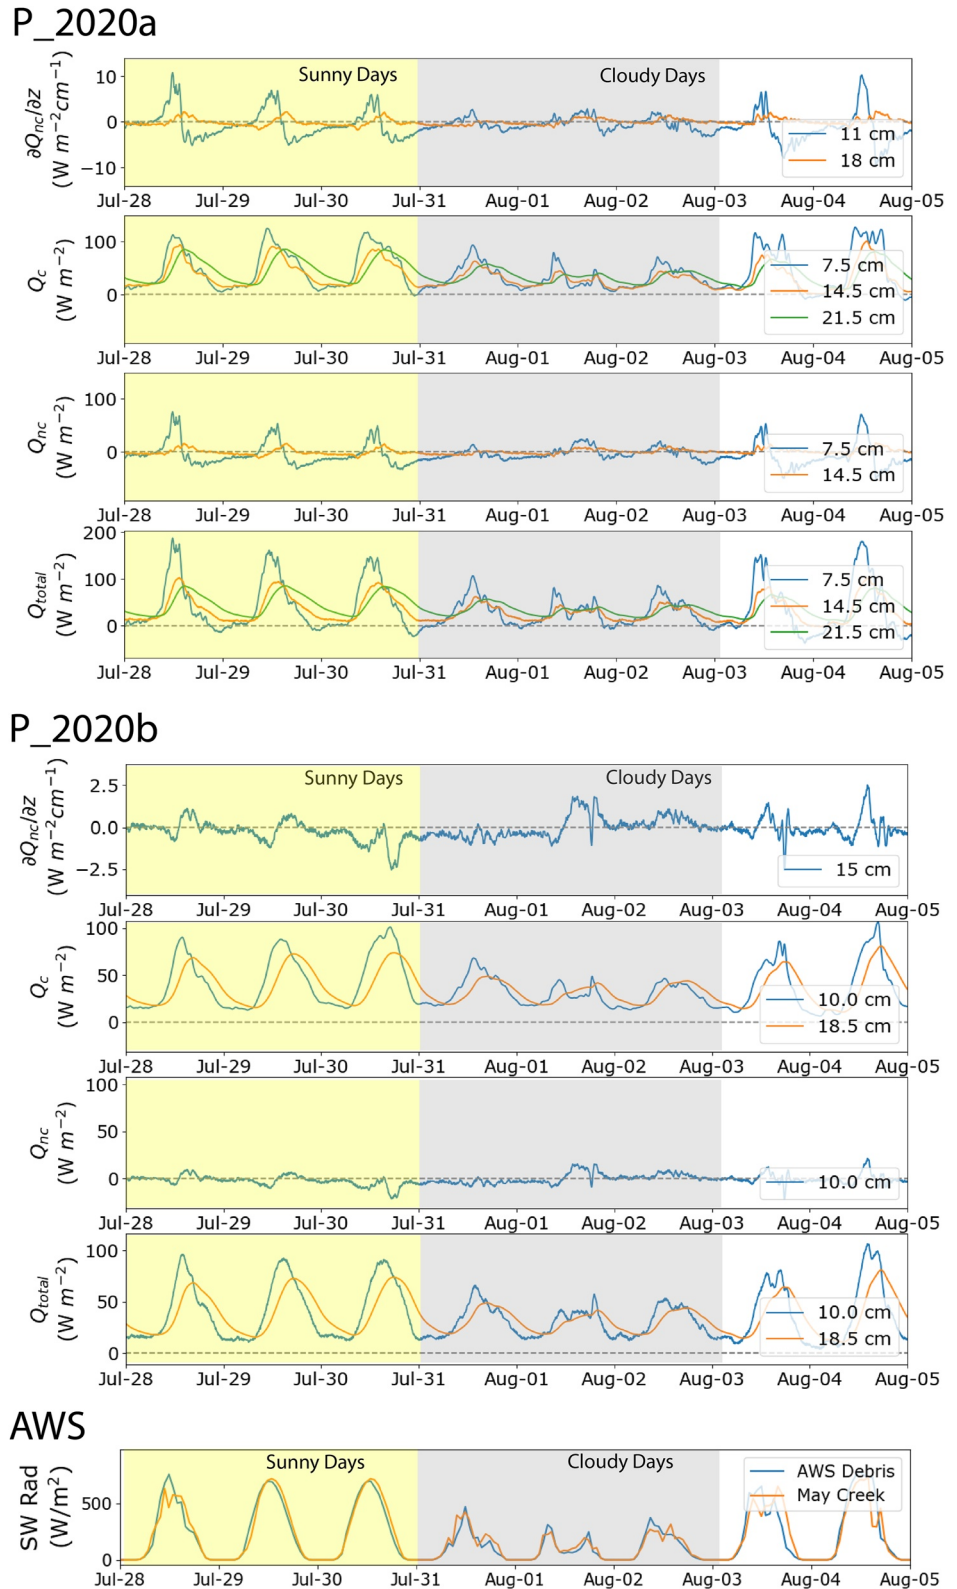 P_2020a
∂Qnc/∂z
(W m−2cm−1)
Sunny Days
Cloudy Days
10
0
−10
11 cm
18 cm
Jul-28 Jul-29 Jul-30 Jul-31 Aug-01 Aug-02 Aug-03 Aug-04 Aug-05
Qc
(W m−2)
100
0
7.5 cm
14.5 cm
21.5 cm
Jul-28 Jul-29 Jul-30 Jul-31 Aug-01 Aug-02 Aug-03 Aug-04 Aug-05
Qnc
(W m−2)
100
0
7.5 cm
14.5 cm
Jul-28 Jul-29 Jul-30 Jul-31 Aug-01 Aug-02 Aug-03 Aug-04 Aug-05
Qtotal
(W m−2)
200
100
0
7.5 cm
14.5 cm
21.5 cm
Jul-28 Jul-29 Jul-30 Jul-31 Aug-01 Aug-02 Aug-03 Aug-04 Aug-05
P_2020b
∂Qnc/∂z
(W m−2cm−1)
Sunny Days
Cloudy Days
2.5
0.0
−2.5
15 cm
Jul-28 Jul-29 Jul-30 Jul-31 Aug-01 Aug-02 Aug-03 Aug-04 Aug-05
Qc
(W m−2)
100
50
0
10.0 cm
18.5 cm
Jul-28 Jul-29 Jul-30 Jul-31 Aug-01 Aug-02 Aug-03 Aug-04 Aug-05
Qnc
(W m−2)
100
50
0
10.0 cm
Jul-28 Jul-29 Jul-30 Jul-31 Aug-01 Aug-02 Aug-03 Aug-04 Aug-05
Qtotal
(W m−2)
100
50
0
10.0 cm
18.5 cm
Jul-28 Jul-29 Jul-30 Jul-31 Aug-01 Aug-02 Aug-03 Aug-04 Aug-05
AWS
SW Rad
(W/m2)
Sunny Days
Cloudy Days
500
0
AWS Debris
May Creek
Jul-28 Jul-29 Jul-30 Jul-31 Aug-01 Aug-02 Aug-03 Aug-04 Aug-05